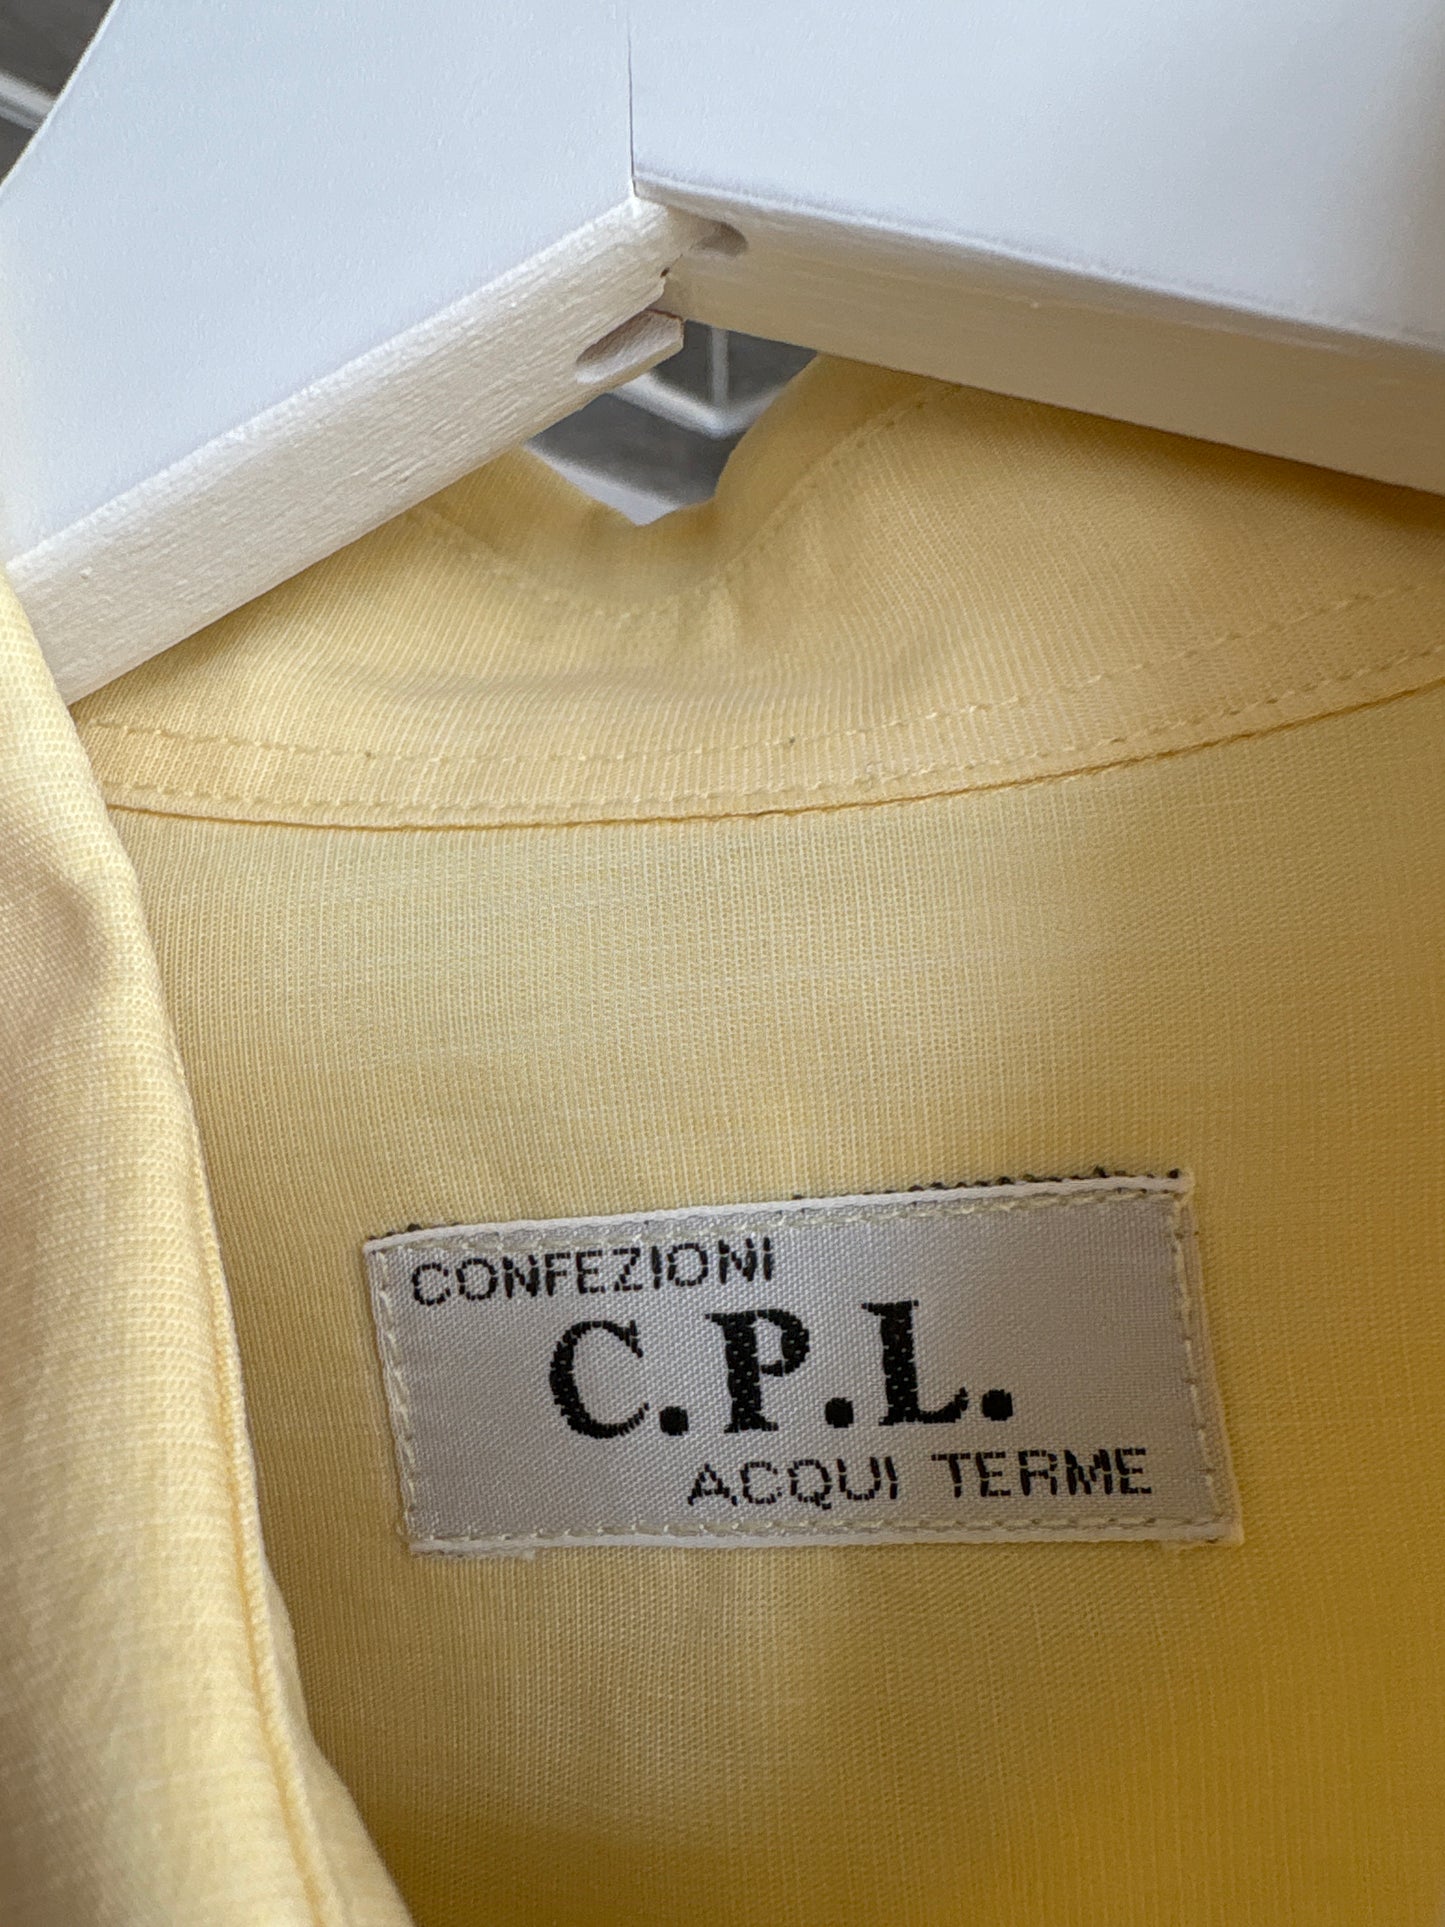 CONFEZIONI
C.P.L.
ACQUI TERME